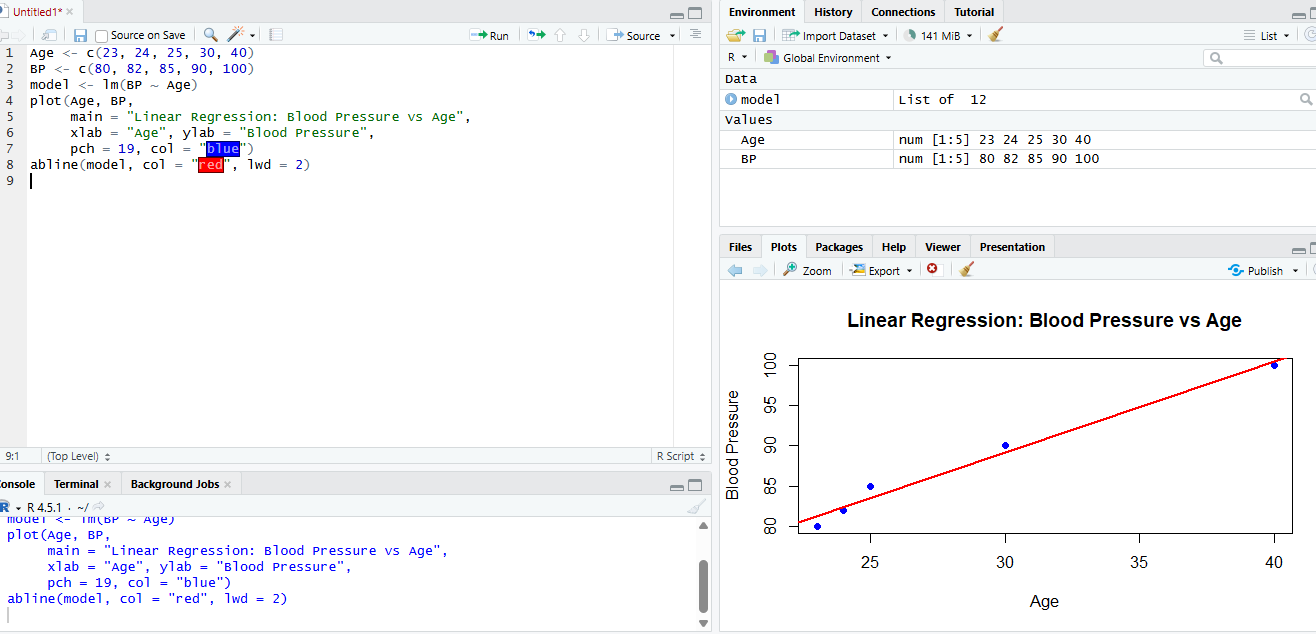 Untitled1* ×
Source on Save
Run
Source
1 Age <- c(23, 24, 25, 30, 40)
2 BP <- c(80, 82, 85, 90, 100)
3 model <- lm(BP ~ Age)
4 plot(Age, BP,
5 main = "Linear Regression: Blood Pressure vs Age",
6 xlab = "Age", ylab = "Blood Pressure",
7 pch = 19, col = "blue")
8 abline(model, col = "red", lwd = 2)
9
9:1 (Top Level) R Script
onsole Terminal × Background Jobs ×
R R 4.5.1 · ~/
model <- lm(BP ~ Age)
plot(Age, BP,
main = "Linear Regression: Blood Pressure vs Age",
xlab = "Age", ylab = "Blood Pressure",
pch = 19, col = "blue")
abline(model, col = "red", lwd = 2)
Environment History Connections Tutorial
Import Dataset 141 MiB List
R Global Environment
Data
model List of 12
Values
Age num [1:5] 23 24 25 30 40
BP num [1:5] 80 82 85 90 100
Files Plots Packages Help Viewer Presentation
Zoom Export Publish
Linear Regression: Blood Pressure vs Age
Blood Pressure
100
95
90
85
80
25 30 35 40
Age